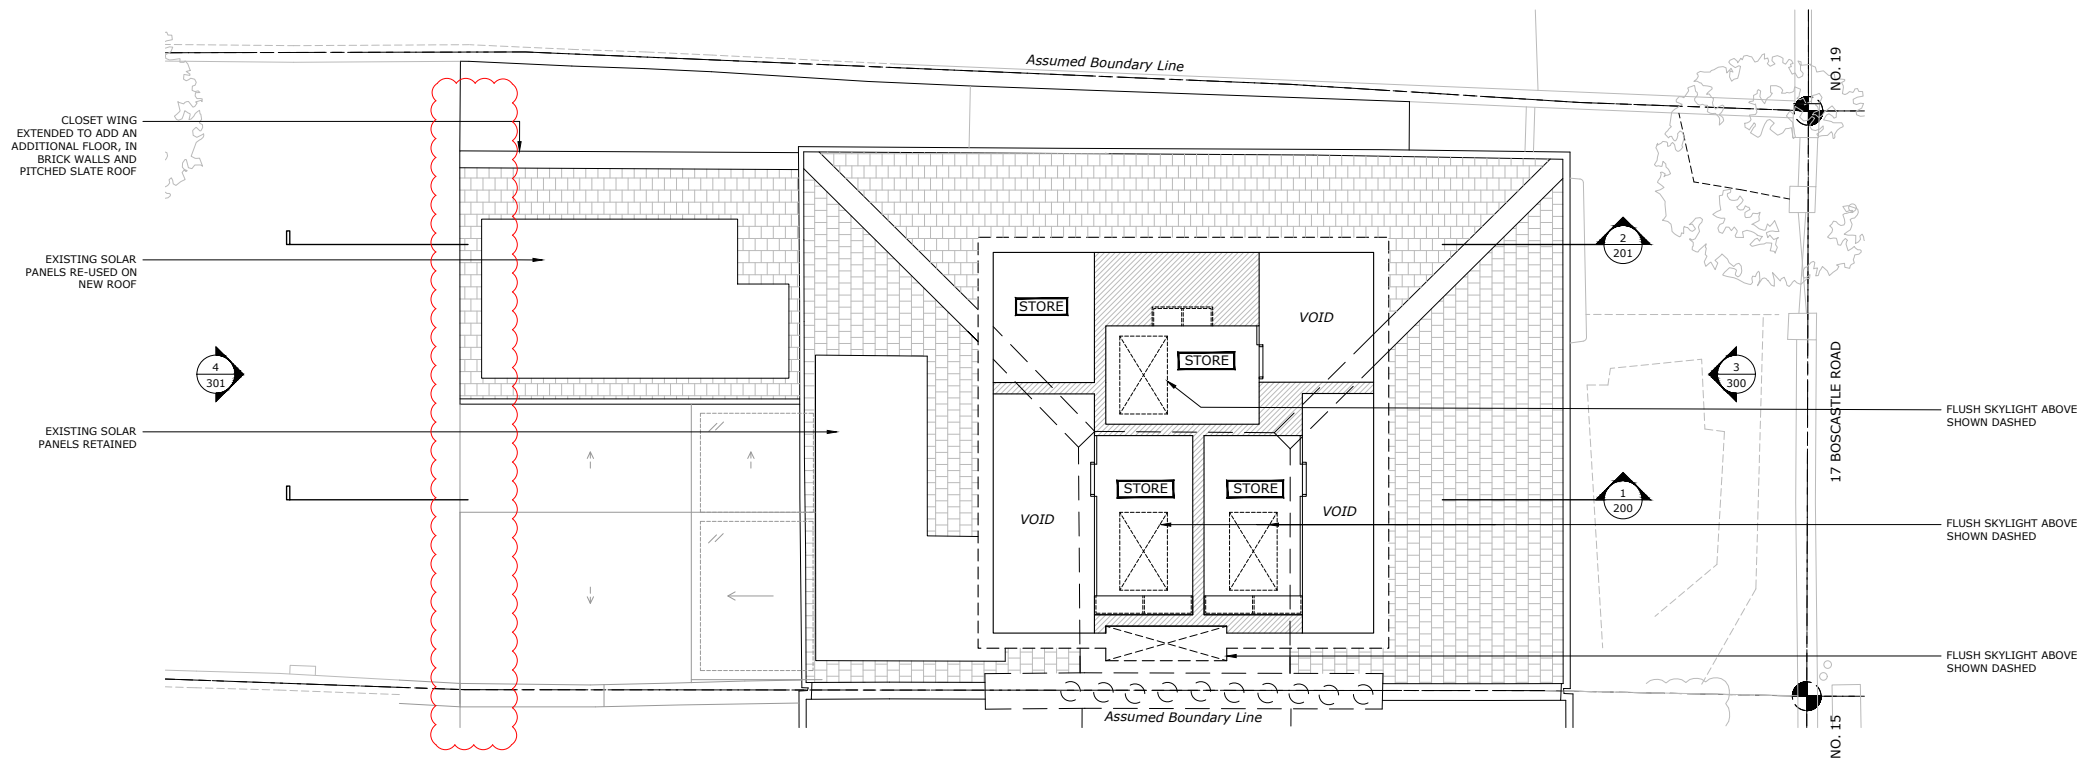 Assumed Boundary Line
NO. 19
CLOSET WING
EXTENDED TO ADD AN
ADDITIONAL FLOOR, IN
BRICK WALLS AND
PITCHED SLATE ROOF
2
201
EXISTING SOLAR
PANELS RE-USED ON
NEW ROOF
STORE
VOID
STORE
4
301
3
300
17 BOSCASTLE ROAD
FLUSH SKYLIGHT ABOVE
SHOWN DASHED
EXISTING SOLAR
PANELS RETAINED
STORE
STORE
1
200
VOID
VOID
FLUSH SKYLIGHT ABOVE
SHOWN DASHED
FLUSH SKYLIGHT ABOVE
SHOWN DASHED
Assumed Boundary Line
NO. 15